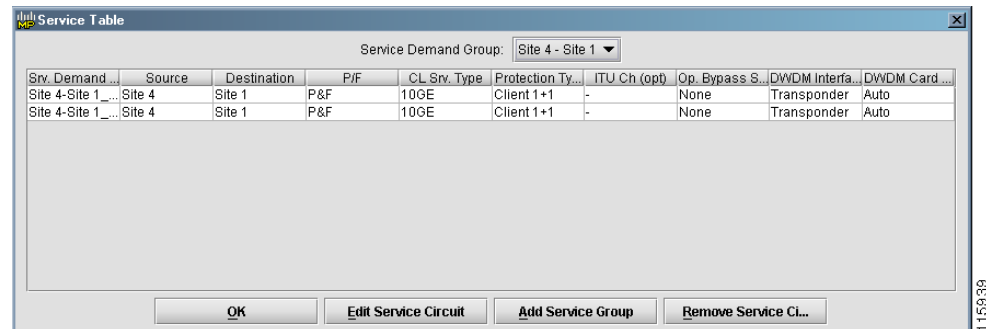 MP Service Table
Service Demand Group: Site 4 - Site 1
Srv. Demand ... Source Destination P/F CL Srv. Type Protection Ty... ITU Ch (opt) Op. Bypass S... DWDM Interfa... DWDM Card ...
Site 4-Site 1_... Site 4 Site 1 P&F 10GE Client 1+1 - None Transponder Auto
Site 4-Site 1_... Site 4 Site 1 P&F 10GE Client 1+1 - None Transponder Auto
OK Edit Service Circuit Add Service Group Remove Service Ci...
115939